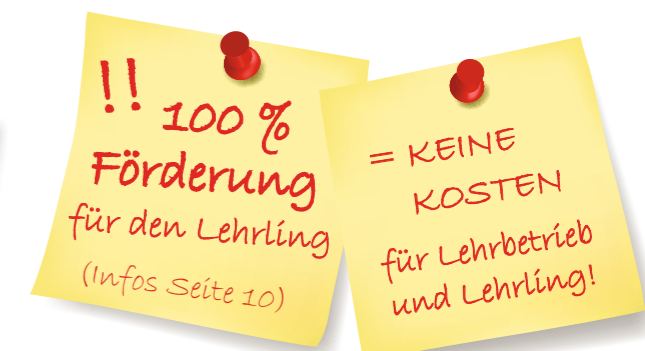 !! 100 %
Förderung
für den Lehrling
(Infos Seite 10)
= KEINE
KOSTEN
für Lehrbetrieb
und Lehrling!